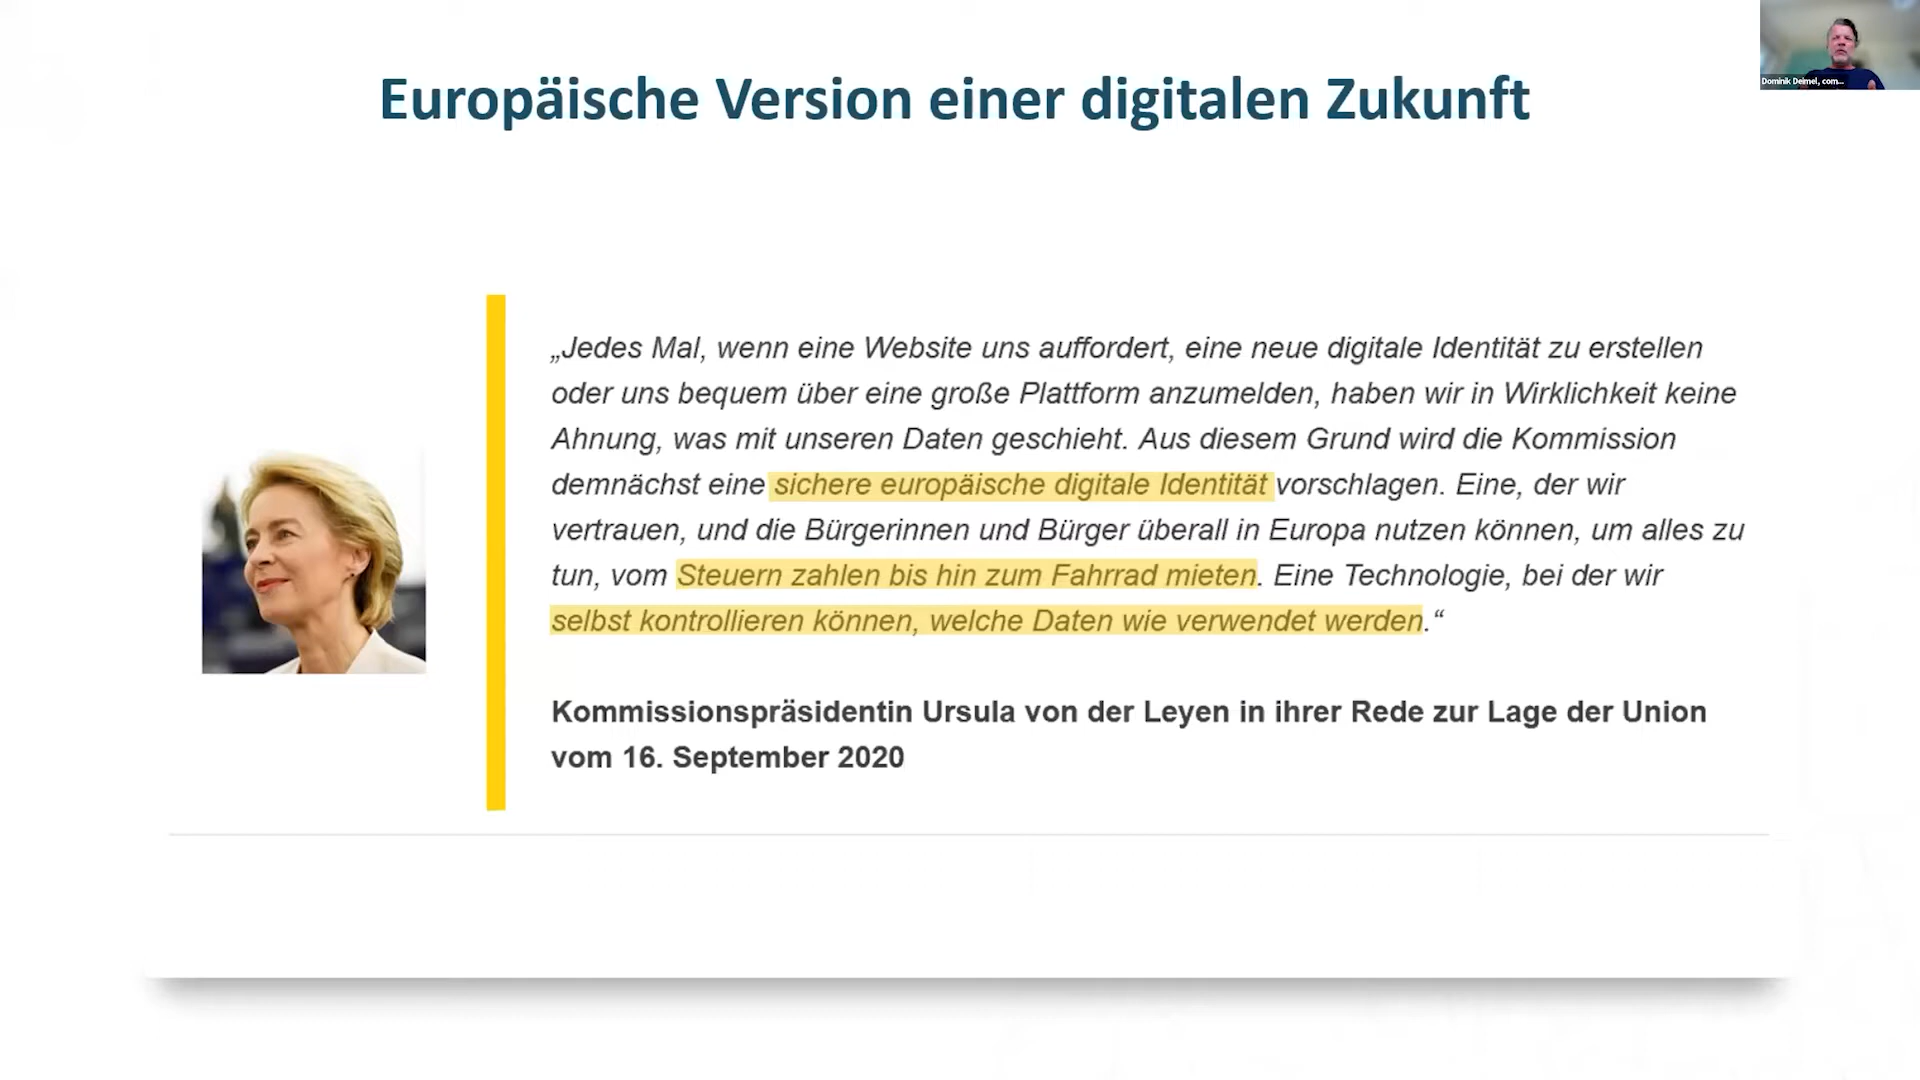 Europäische Version einer digitalen Zukunft
Dominik Deimel, com...
„Jedes Mal, wenn eine Website uns auffordert, eine neue digitale Identität zu erstellen
oder uns bequem über eine große Plattform anzumelden, haben wir in Wirklichkeit keine
Ahnung, was mit unseren Daten geschieht. Aus diesem Grund wird die Kommission
demnächst eine sichere europäische digitale Identität vorschlagen. Eine, der wir
vertrauen, und die Bürgerinnen und Bürger überall in Europa nutzen können, um alles zu
tun, vom Steuern zahlen bis hin zum Fahrrad mieten. Eine Technologie, bei der wir
selbst kontrollieren können, welche Daten wie verwendet werden.“
Kommissionspräsidentin Ursula von der Leyen in ihrer Rede zur Lage der Union
vom 16. September 2020